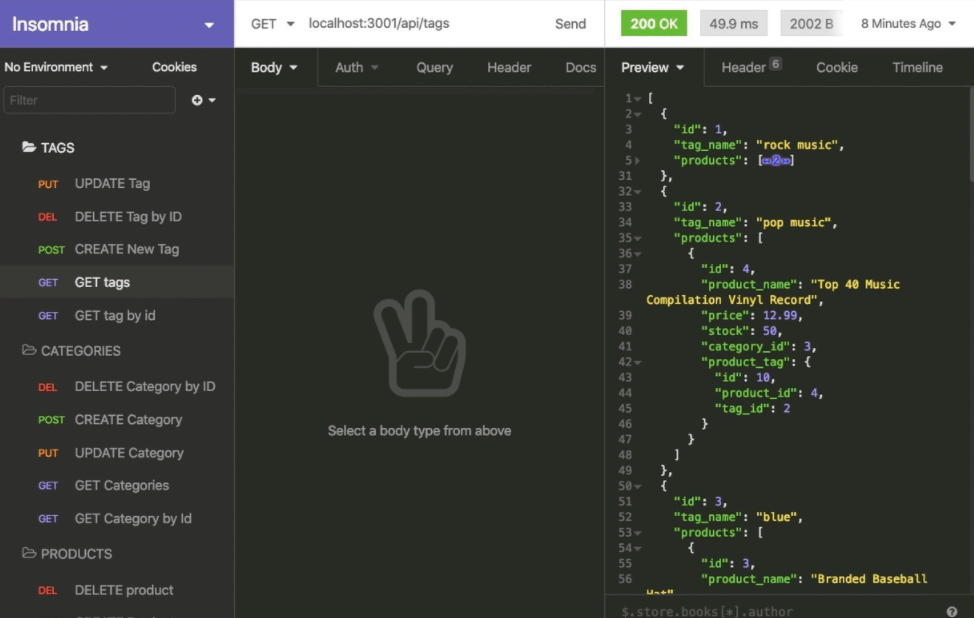 Insomnia
No Environment
Cookies
Filter
TAGS
PUT UPDATE Tag
DEL DELETE Tag by ID
POST CREATE New Tag
GET GET tags
GET GET tag by id
CATEGORIES
DEL DELETE Category by ID
POST CREATE Category
PUT UPDATE Category
GET GET Categories
GET GET Category by Id
PRODUCTS
DEL DELETE product
GET localhost:3001/api/tags Send
Body Auth Query Header Docs
Select a body type from above
200 OK 49.9 ms 2002 B 8 Minutes Ago
Preview Header 6 Cookie Timeline
1 [
2 {
3 "id": 1,
4 "tag_name": "rock music",
5 "products": [↔2↔]
31 },
32 {
33 "id": 2,
34 "tag_name": "pop music",
35 "products": [
36 {
37 "id": 4,
38 "product_name": "Top 40 Music
Compilation Vinyl Record",
39 "price": 12.99,
40 "stock": 50,
41 "category_id": 3,
42 "product_tag": {
43 "id": 10,
44 "product_id": 4,
45 "tag_id": 2
46 }
47 }
48 ]
49 },
50 {
51 "id": 3,
52 "tag_name": "blue",
53 "products": [
54 {
55 "id": 3,
56 "product_name": "Branded Baseball
Hat"
$.store.books[*].author